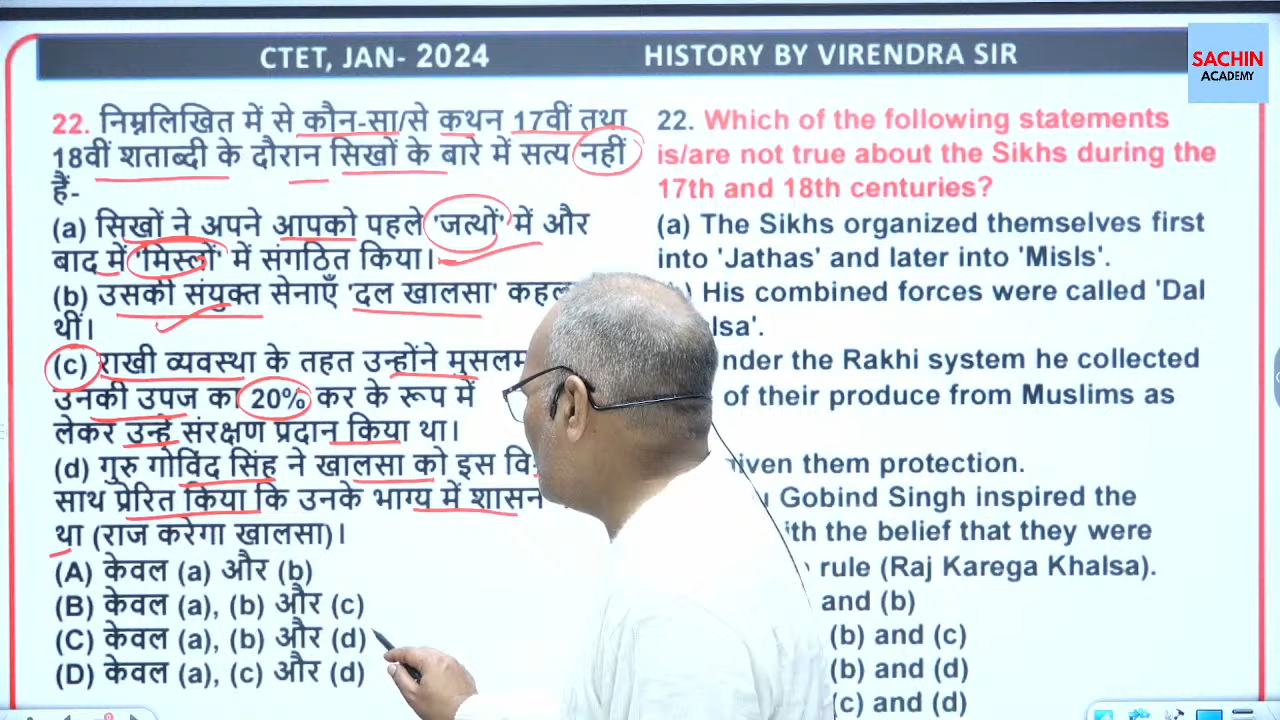 CTET, JAN- 2024
HISTORY BY VIRENDRA SIR
SACHIN
ACADEMY
22. निम्नलिखित में से कौन-सा/से कथन 17वीं तथा
18वीं शताब्दी के दौरान सिखों के बारे में सत्य नहीं
हैं-
(a) सिखों ने अपने आपको पहले 'जत्थों' में और
बाद में 'मिस्लों' में संगठित किया।
(b) उसकी संयुक्त सेनाएँ 'दल खालसा'
थीं।
(c) राखी व्यवस्था के तहत उन्होंने
उनकी उपज का 20% कर के रूप में
लेकर उन्हें संरक्षण प्रदान किया था।
(d) गुरु गोविंद सिंह ने खालसा को इस
साथ प्रेरित किया कि उनके भाग्य में शासन
था (राज करेगा खालसा)।
(A) केवल (a) और (b)
(B) केवल (a), (b) और (c)
(C) केवल (a), (b) और (d)
(D) केवल (a), (c) और (d)
22. Which of the following statements
is/are not true about the Sikhs during the
17th and 18th centuries?
(a) The Sikhs organized themselves first
into 'Jathas' and later into 'Misls'.
His combined forces were called 'Dal
the Rakhi system he collected
of their produce from Muslims as
them protection.
Gobind Singh inspired the
the belief that they were
rule (Raj Karega Khalsa).
and (b)
(b) and (c)
(b) and (d)
(c) and (d)